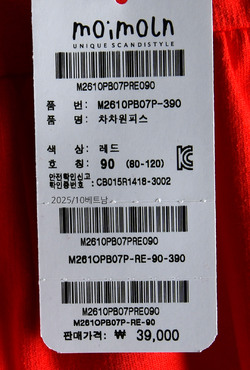 moimoln
UNIQUE SCANDISTYLE
M2610PB07PRE090
품 번: M2610PB07P-390
품 명: 차차원피스
색 상: 레드
호 칭: 90 (80-120)
안전확인신고
확인증번호 : CB015R1418-3002
2025/10베트남
M2610PB07PRE090
M2610PB07P-RE-90-390
M2610PB07PRE090
M2610PB07P-RE-90
판매가격: ₩ 39,000